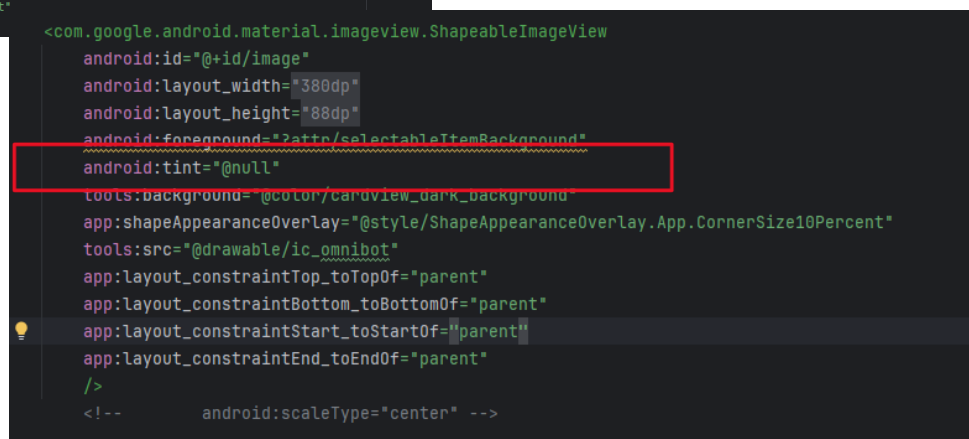 t"
<com.google.android.material.imageview.ShapeableImageView
android:id="@+id/image"
android:layout_width="380dp"
android:layout_height="88dp"
android:foreground="?attr/selectableItemBackground"
android:tint="@null"
tools:background="@color/cardview_dark_background"
app:shapeAppearanceOverlay="@style/ShapeAppearanceOverlay.App.CornerSize10Percent"
tools:src="@drawable/ic_omnibot"
app:layout_constraintTop_toTopOf="parent"
app:layout_constraintBottom_toBottomOf="parent"
app:layout_constraintStart_toStartOf="parent"
app:layout_constraintEnd_toEndOf="parent"
/>
<!-- android:scaleType="center" -->